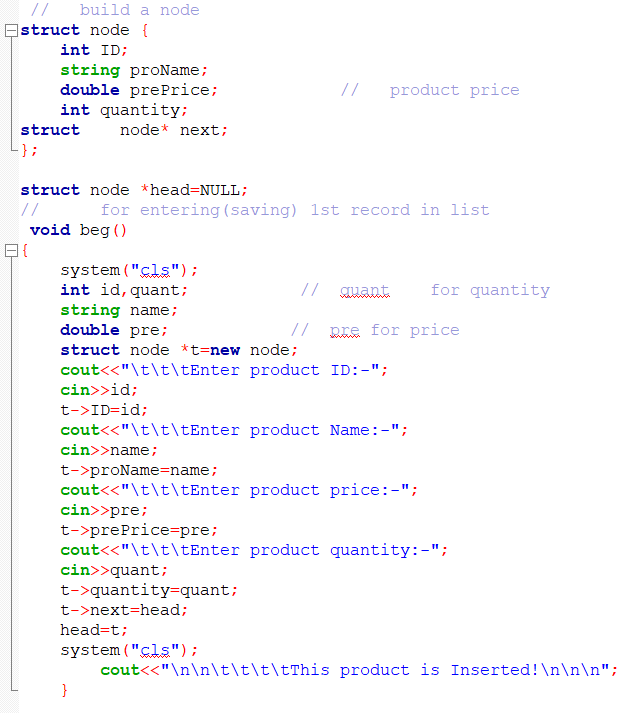 //   build a node
struct node {
    int ID;
    string proName;
    double prePrice;            //   product price
    int quantity;
struct    node* next;
};
struct node *head=NULL;
//      for entering(saving) 1st record in list
 void beg()
{
    system("cls");
    int id,quant;           //  quant    for quantity
    string name;
    double pre;            //  pre for price
    struct node *t=new node;
    cout<<"\t\t\tEnter product ID:-";
    cin>>id;
    t->ID=id;
    cout<<"\t\t\tEnter product Name:-";
    cin>>name;
    t->proName=name;
    cout<<"\t\t\tEnter product price:-";
    cin>>pre;
    t->prePrice=pre;
    cout<<"\t\t\tEnter product quantity:-";
    cin>>quant;
    t->quantity=quant;
    t->next=head;
    head=t;
    system("cls");
        cout<<"\n\n\t\t\t\tThis product is Inserted!\n\n\n";
    }